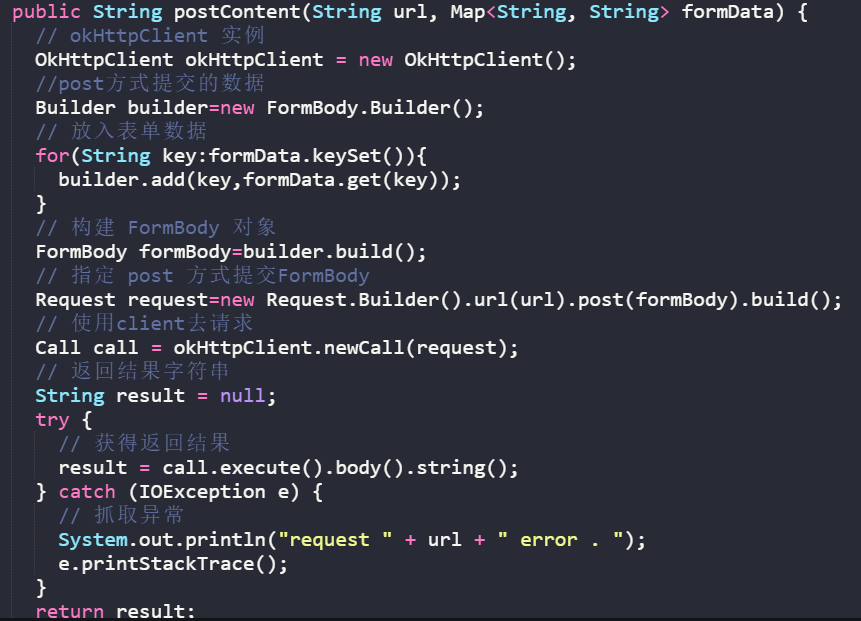 public String postContent(String url, Map<String, String> formData) {
// okHttpClient 实例
OkHttpClient okHttpClient = new OkHttpClient();
//post方式提交的数据
Builder builder=new FormBody.Builder();
// 放入表单数据
for(String key:formData.keySet()){
builder.add(key,formData.get(key));
}
// 构建 FormBody 对象
FormBody formBody=builder.build();
// 指定 post 方式提交FormBody
Request request=new Request.Builder().url(url).post(formBody).build();
// 使用client去请求
Call call = okHttpClient.newCall(request);
// 返回结果字符串
String result = null;
try {
// 获得返回结果
result = call.execute().body().string();
} catch (IOException e) {
// 抓取异常
System.out.println("request " + url + " error . ");
e.printStackTrace();
}
return result;